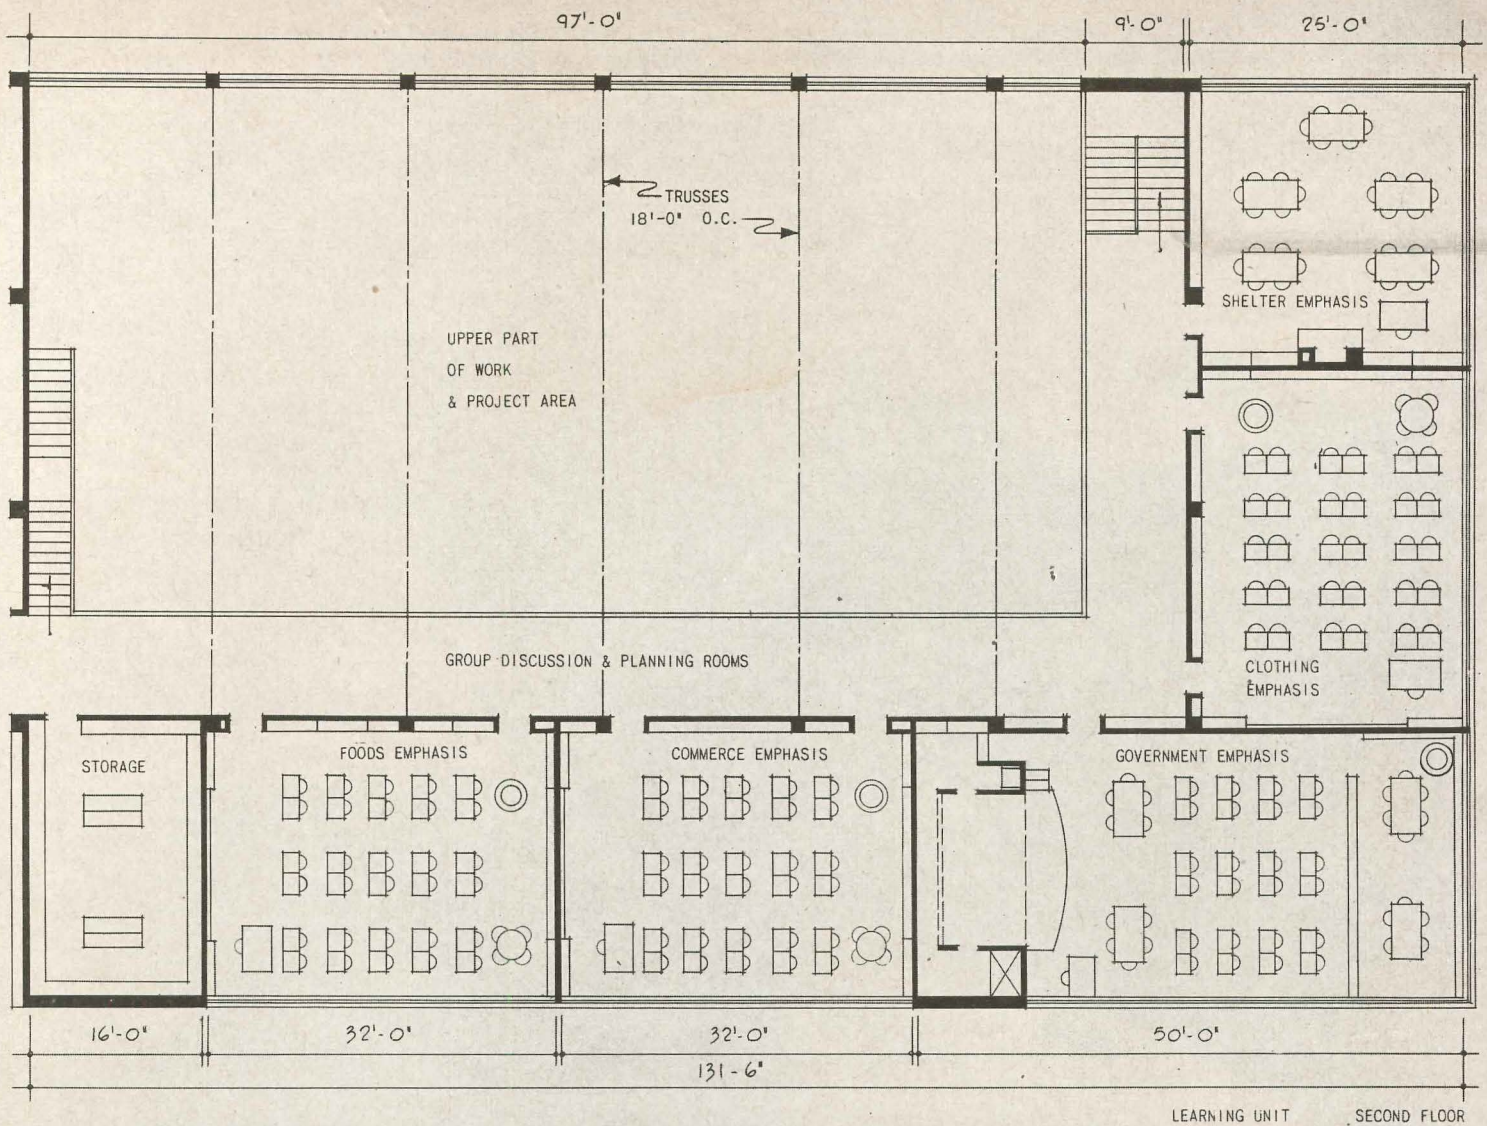 97'-0"
9'-0"
25'-0"
TRUSSES
18'-0" O.C.
SHELTER EMPHASIS
UPPER PART
OF WORK
& PROJECT AREA
GROUP DISCUSSION & PLANNING ROOMS
CLOTHING
EMPHASIS
STORAGE
FOODS EMPHASIS
COMMERCE EMPHASIS
GOVERNMENT EMPHASIS
16'-0"
32'-0"
32'-0"
50'-0"
131-6"
LEARNING UNIT SECOND FLOOR